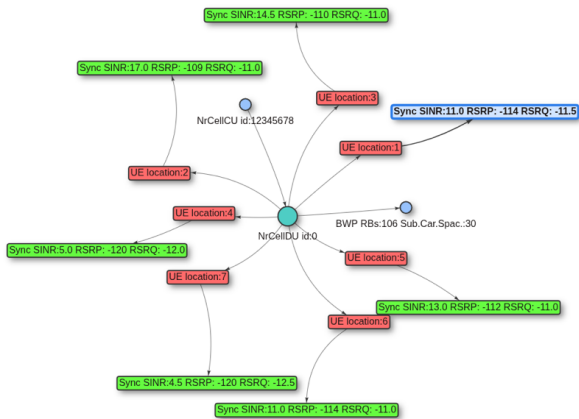 Sync SINR:14.5 RSRP: -110 RSRQ: -11.0
Sync SINR:17.0 RSRP: -109 RSRQ: -11.0
UE location:3
Sync SINR:11.0 RSRP: -114 RSRQ: -11.5
NrCellCU id:12345678
UE location:1
UE location:2
UE location:4
BWP RBs:106 Sub.Car.Spac.:30
NrCellDU id:0
Sync SINR:5.0 RSRP: -120 RSRQ: -12.0
UE location:5
UE location:7
Sync SINR:13.0 RSRP: -112 RSRQ: -11.0
UE location:6
Sync SINR:4.5 RSRP: -120 RSRQ: -12.5
Sync SINR:11.0 RSRP: -114 RSRQ: -11.0